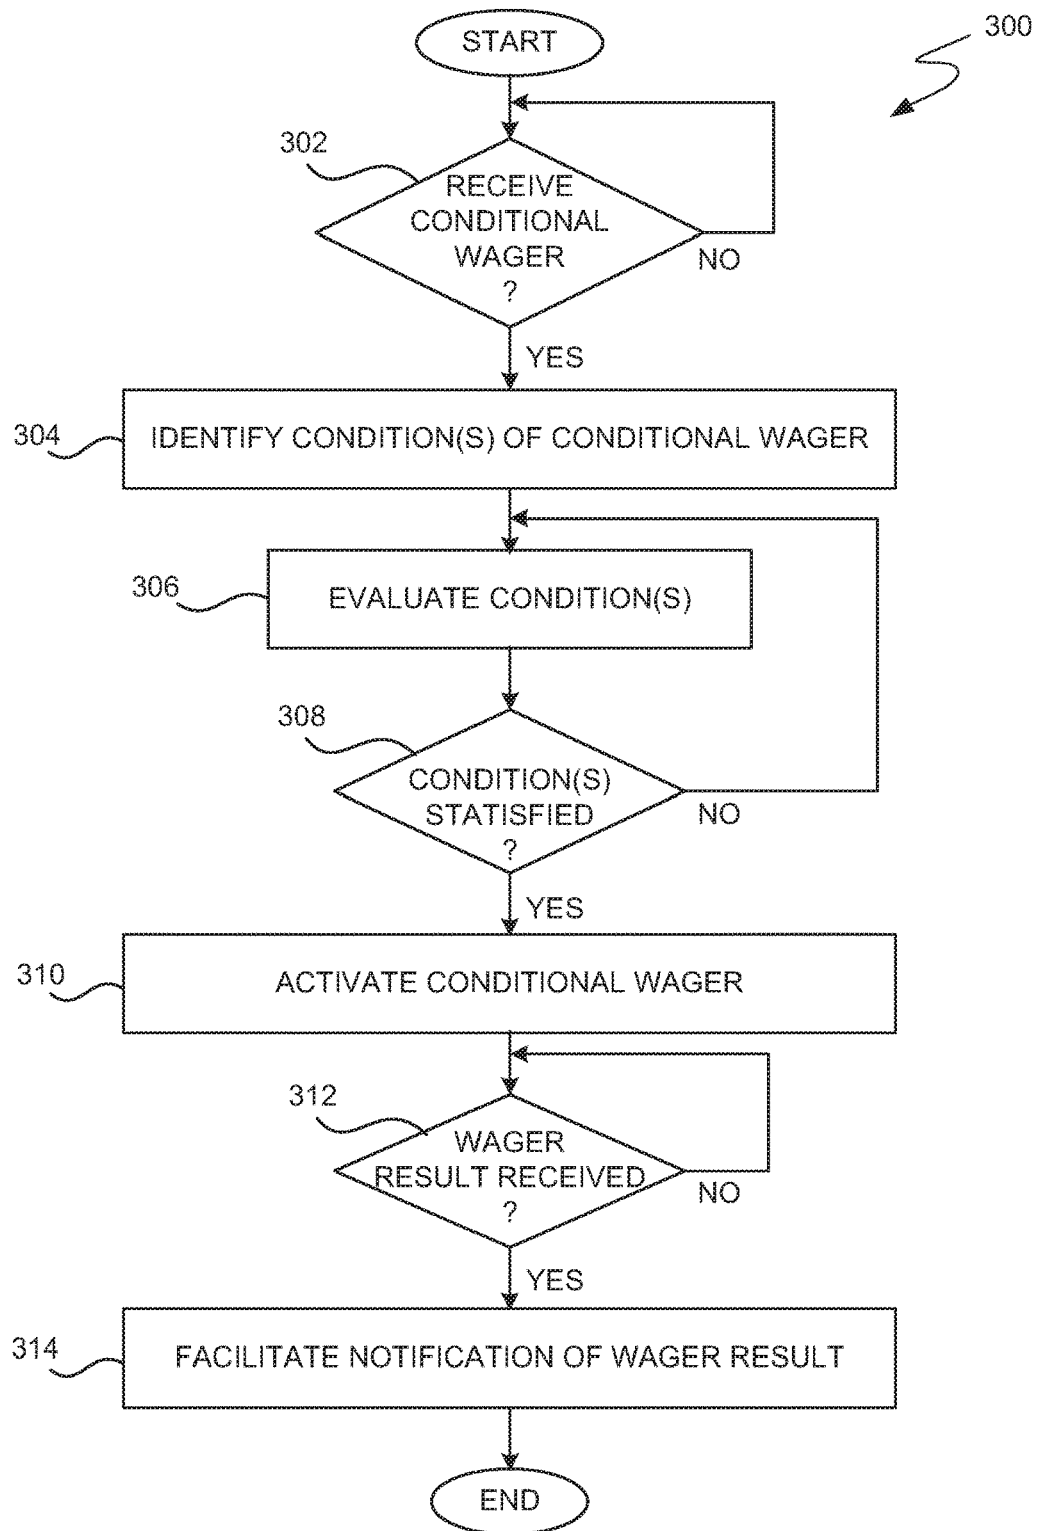 START
300
302
RECEIVE
CONDITIONAL
WAGER
?
NO
YES
304
IDENTIFY CONDITION(S) OF CONDITIONAL WAGER
306
EVALUATE CONDITION(S)
308
CONDITION(S)
STATISFIED
?
NO
YES
310
ACTIVATE CONDITIONAL WAGER
312
WAGER
RESULT RECEIVED
?
NO
YES
314
FACILITATE NOTIFICATION OF WAGER RESULT
END